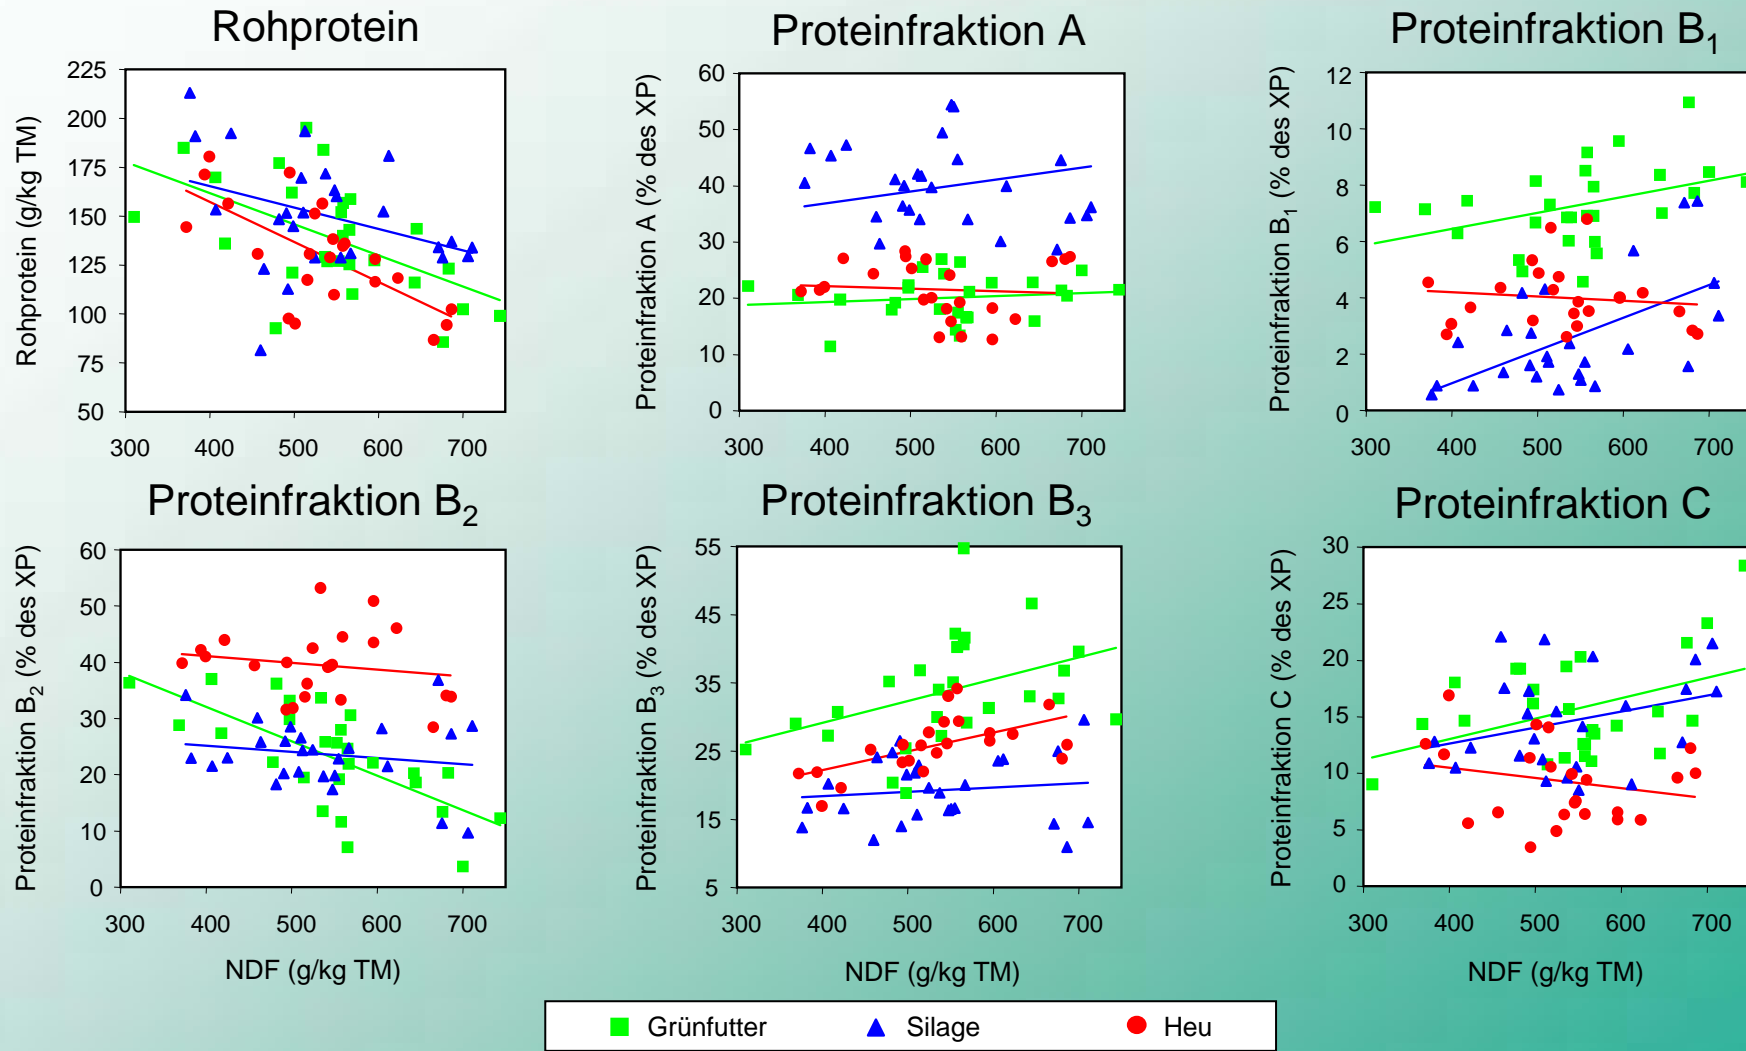 Rohprotein
Proteinfraktion A
Proteinfraktion B1
Rohprotein (g/kg TM)
225
200
175
150
125
100
75
50
300 400 500 600 700
Proteinfraktion A (% des XP)
60
50
40
30
20
10
0
300 400 500 600 700
Proteinfraktion B1 (% des XP)
12
10
8
6
4
2
0
300 400 500 600 700
Proteinfraktion B2
Proteinfraktion B3
Proteinfraktion C
Proteinfraktion B2 (% des XP)
60
50
40
30
20
10
0
300 400 500 600 700
NDF (g/kg TM)
Proteinfraktion B3 (% des XP)
55
45
35
25
15
5
300 400 500 600 700
NDF (g/kg TM)
Proteinfraktion C (% des XP)
30
25
20
15
10
5
0
300 400 500 600 700
NDF (g/kg TM)
Grünfutter Silage Heu